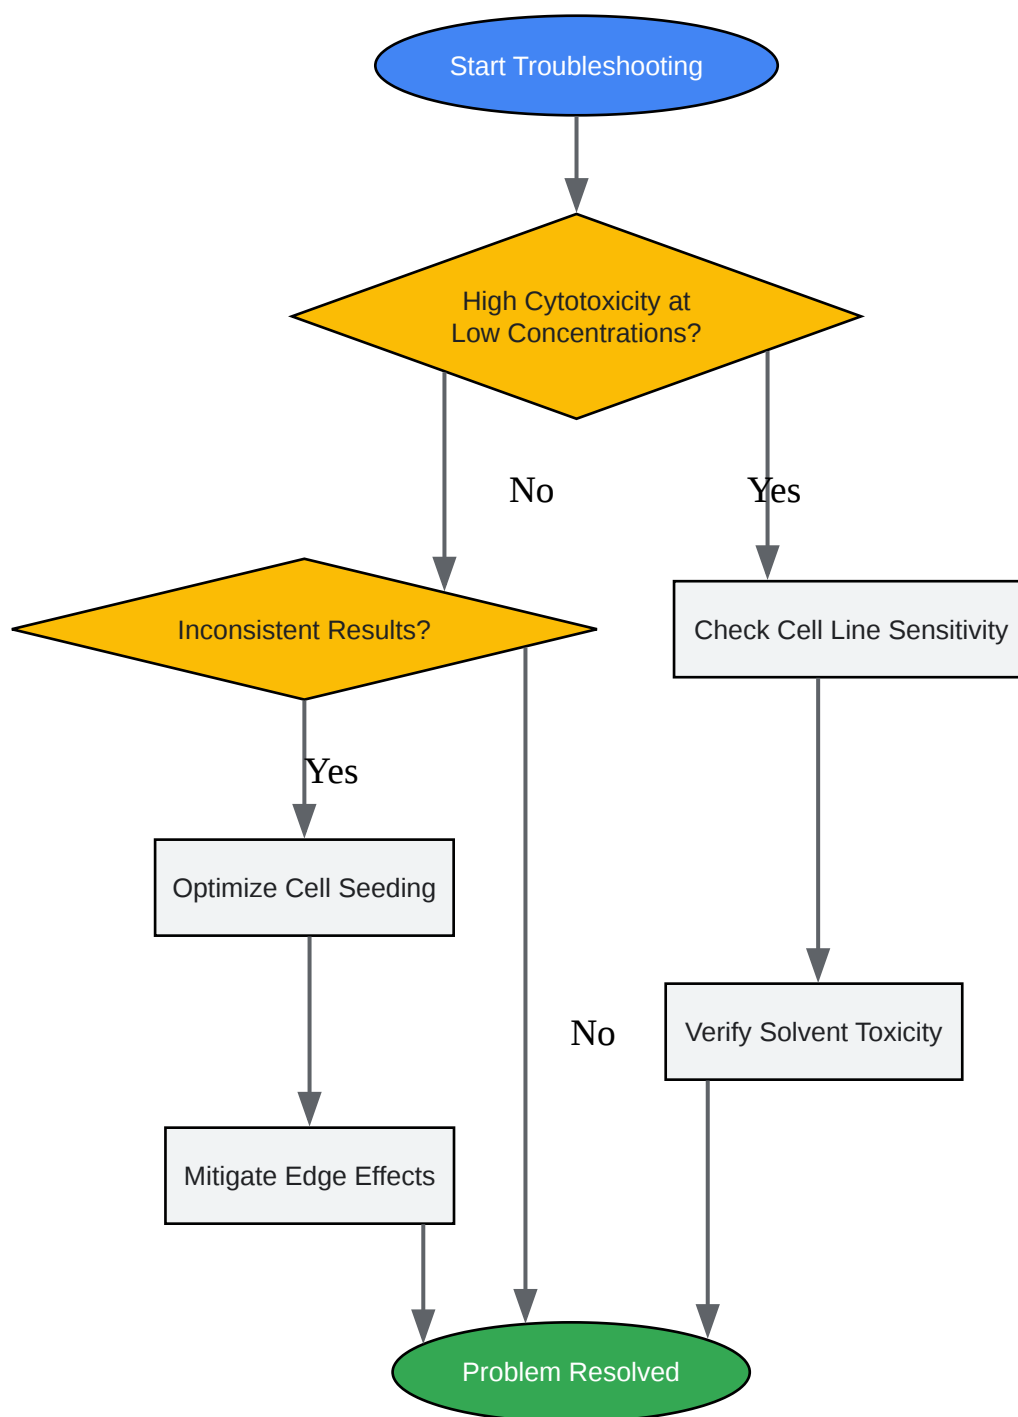 Start Troubleshooting
High Cytotoxicity at
Low Concentrations?
No
Yes
Inconsistent Results?
Check Cell Line Sensitivity
Yes
Optimize Cell Seeding
No
Verify Solvent Toxicity
Mitigate Edge Effects
Problem Resolved